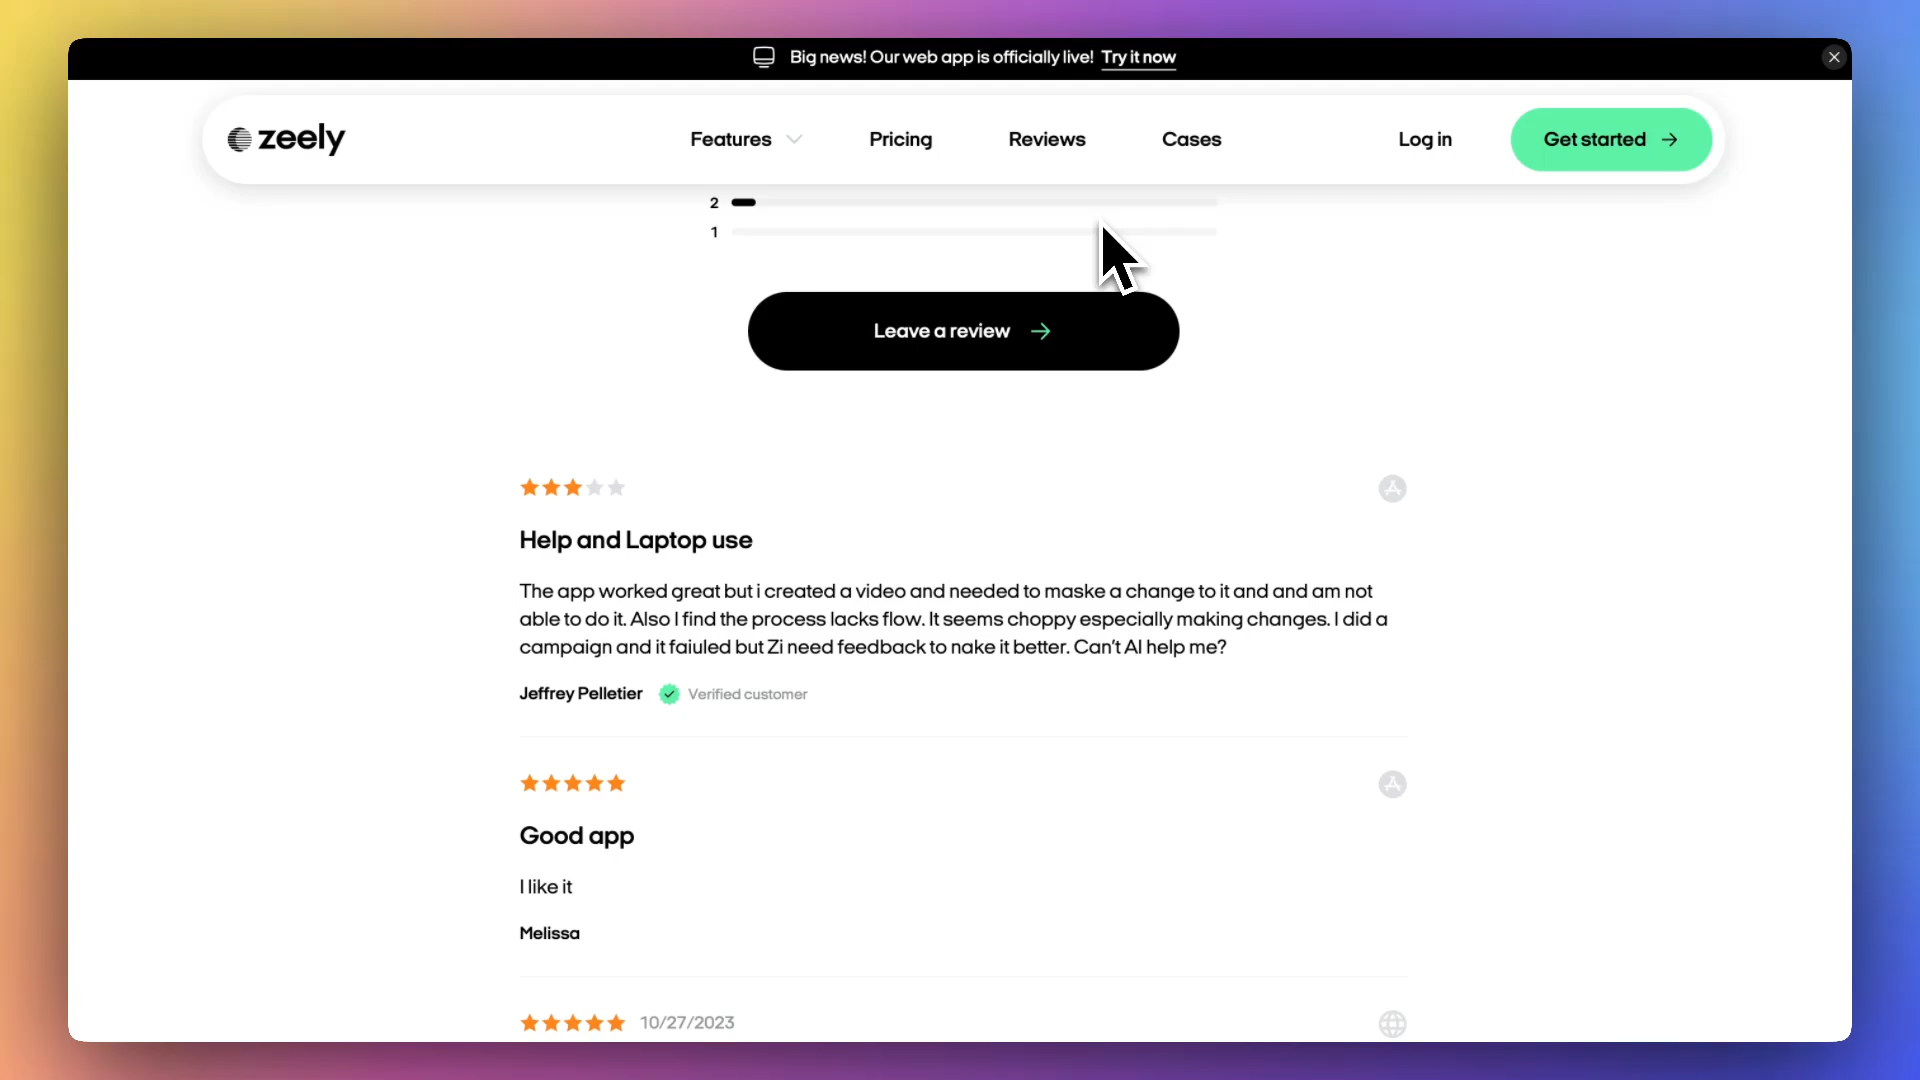 Big news! Our web app is officially live! Try it now
zeely
Features
Pricing
Reviews
Cases
Log in
Get started
2
1
Leave a review
Help and Laptop use
The app worked great but i created a video and needed to maske a change to it and and am not
able to do it. Also I find the process lacks flow. It seems choppy especially making changes. I did a
campaign and it faiuled but Zi need feedback to nake it better. Can't AI help me?
Jeffrey Pelletier Verified customer
Good app
I like it
Melissa
10/27/2023